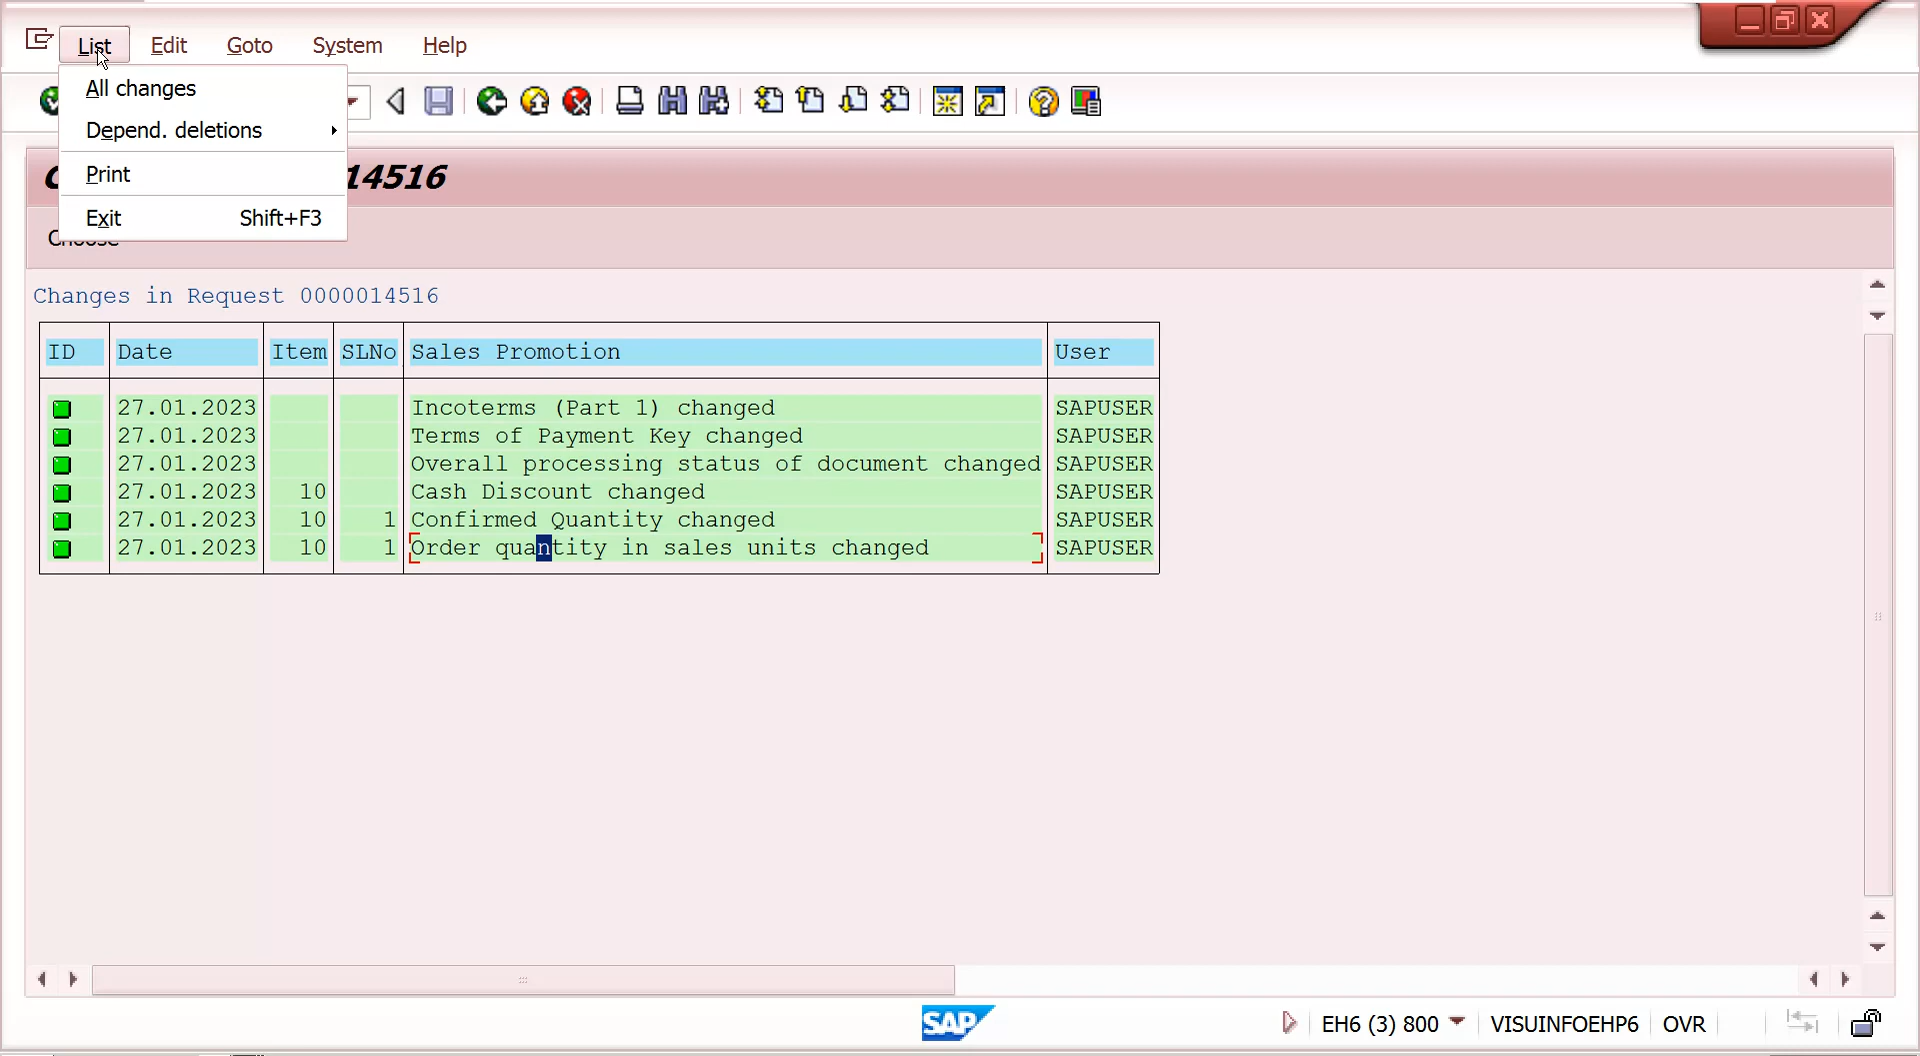 List Edit Goto System Help
All changes
Depend. deletions
Print
Exit Shift+F3
14516
Changes in Request 0000014516
ID Date Item SLNo Sales Promotion User
27.01.2023 Incoterms (Part 1) changed SAPUSER
27.01.2023 Terms of Payment Key changed SAPUSER
27.01.2023 Overall processing status of document changed SAPUSER
27.01.2023 10 Cash Discount changed SAPUSER
27.01.2023 10 1 Confirmed Quantity changed SAPUSER
27.01.2023 10 1 Order quantity in sales units changed SAPUSER
SAP EH6 (3) 800 VISUINFOEHP6 OVR